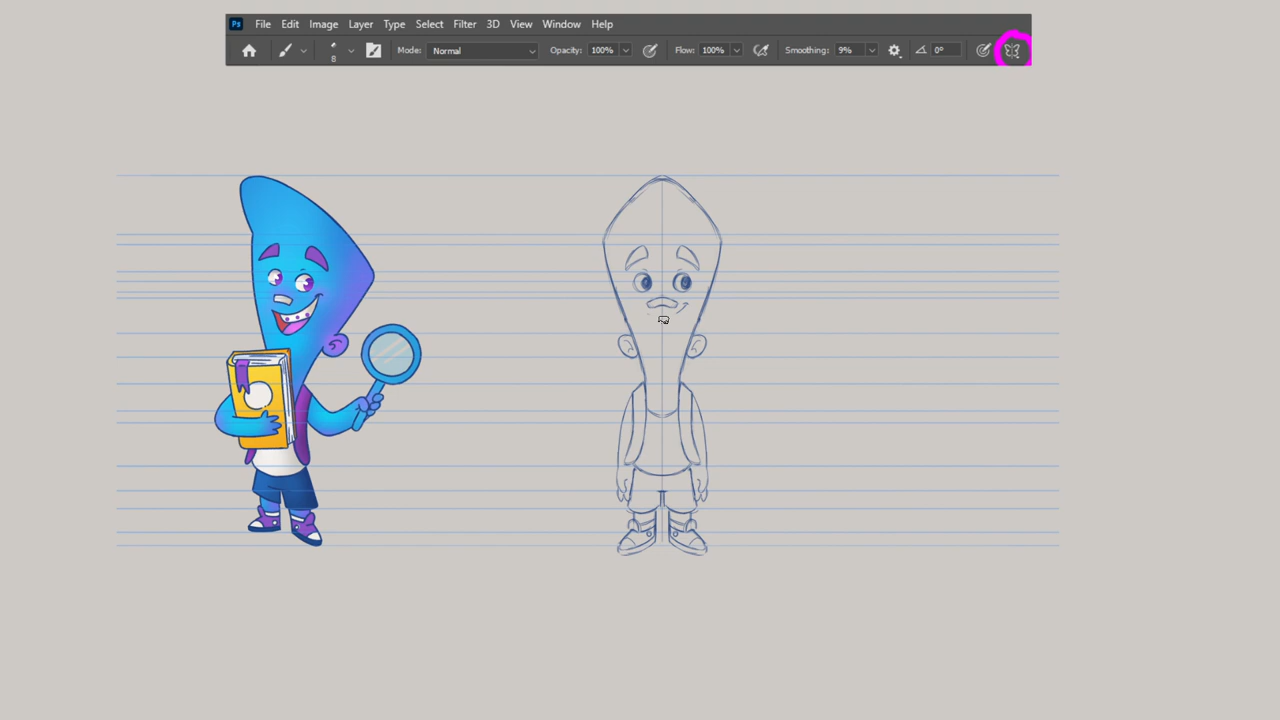 Ps File Edit Image Layer Type Select Filter 3D View Window Help
8 Mode: Normal Opacity: 100% Flow: 100% Smoothing: 9% 0°